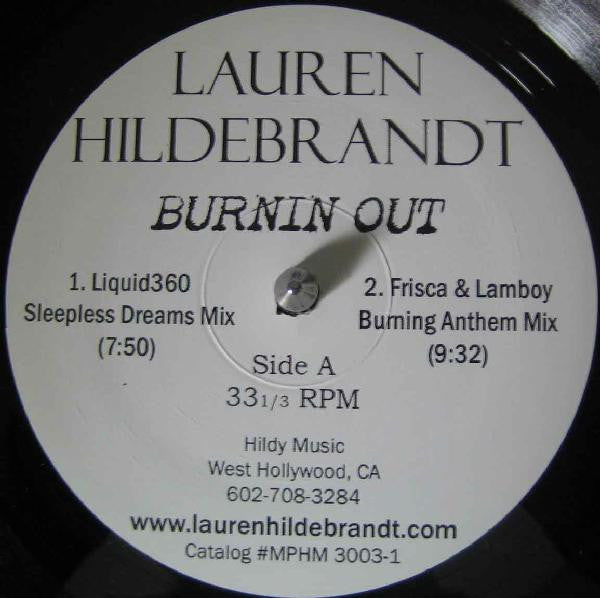 LAUREN
HILDEBRANDT
BURNIN OUT
1. Liquid360
Sleepless Dreams Mix
(7:50)
2. Frisca & Lamboy
Burning Anthem Mix
(9:32)
Side A
33 1/3 RPM
Hildy Music
West Hollywood, CA
602-708-3284
www.laurenhildebrandt.com
Catalog #MPHM 3003-1